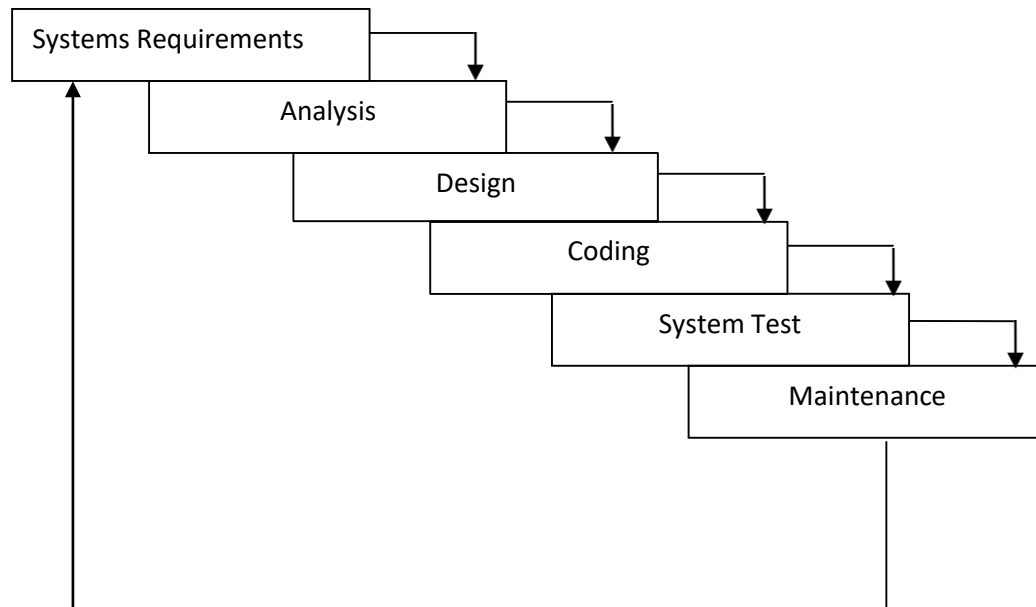 Systems Requirements
Analysis
Design
Coding
System Test
Maintenance